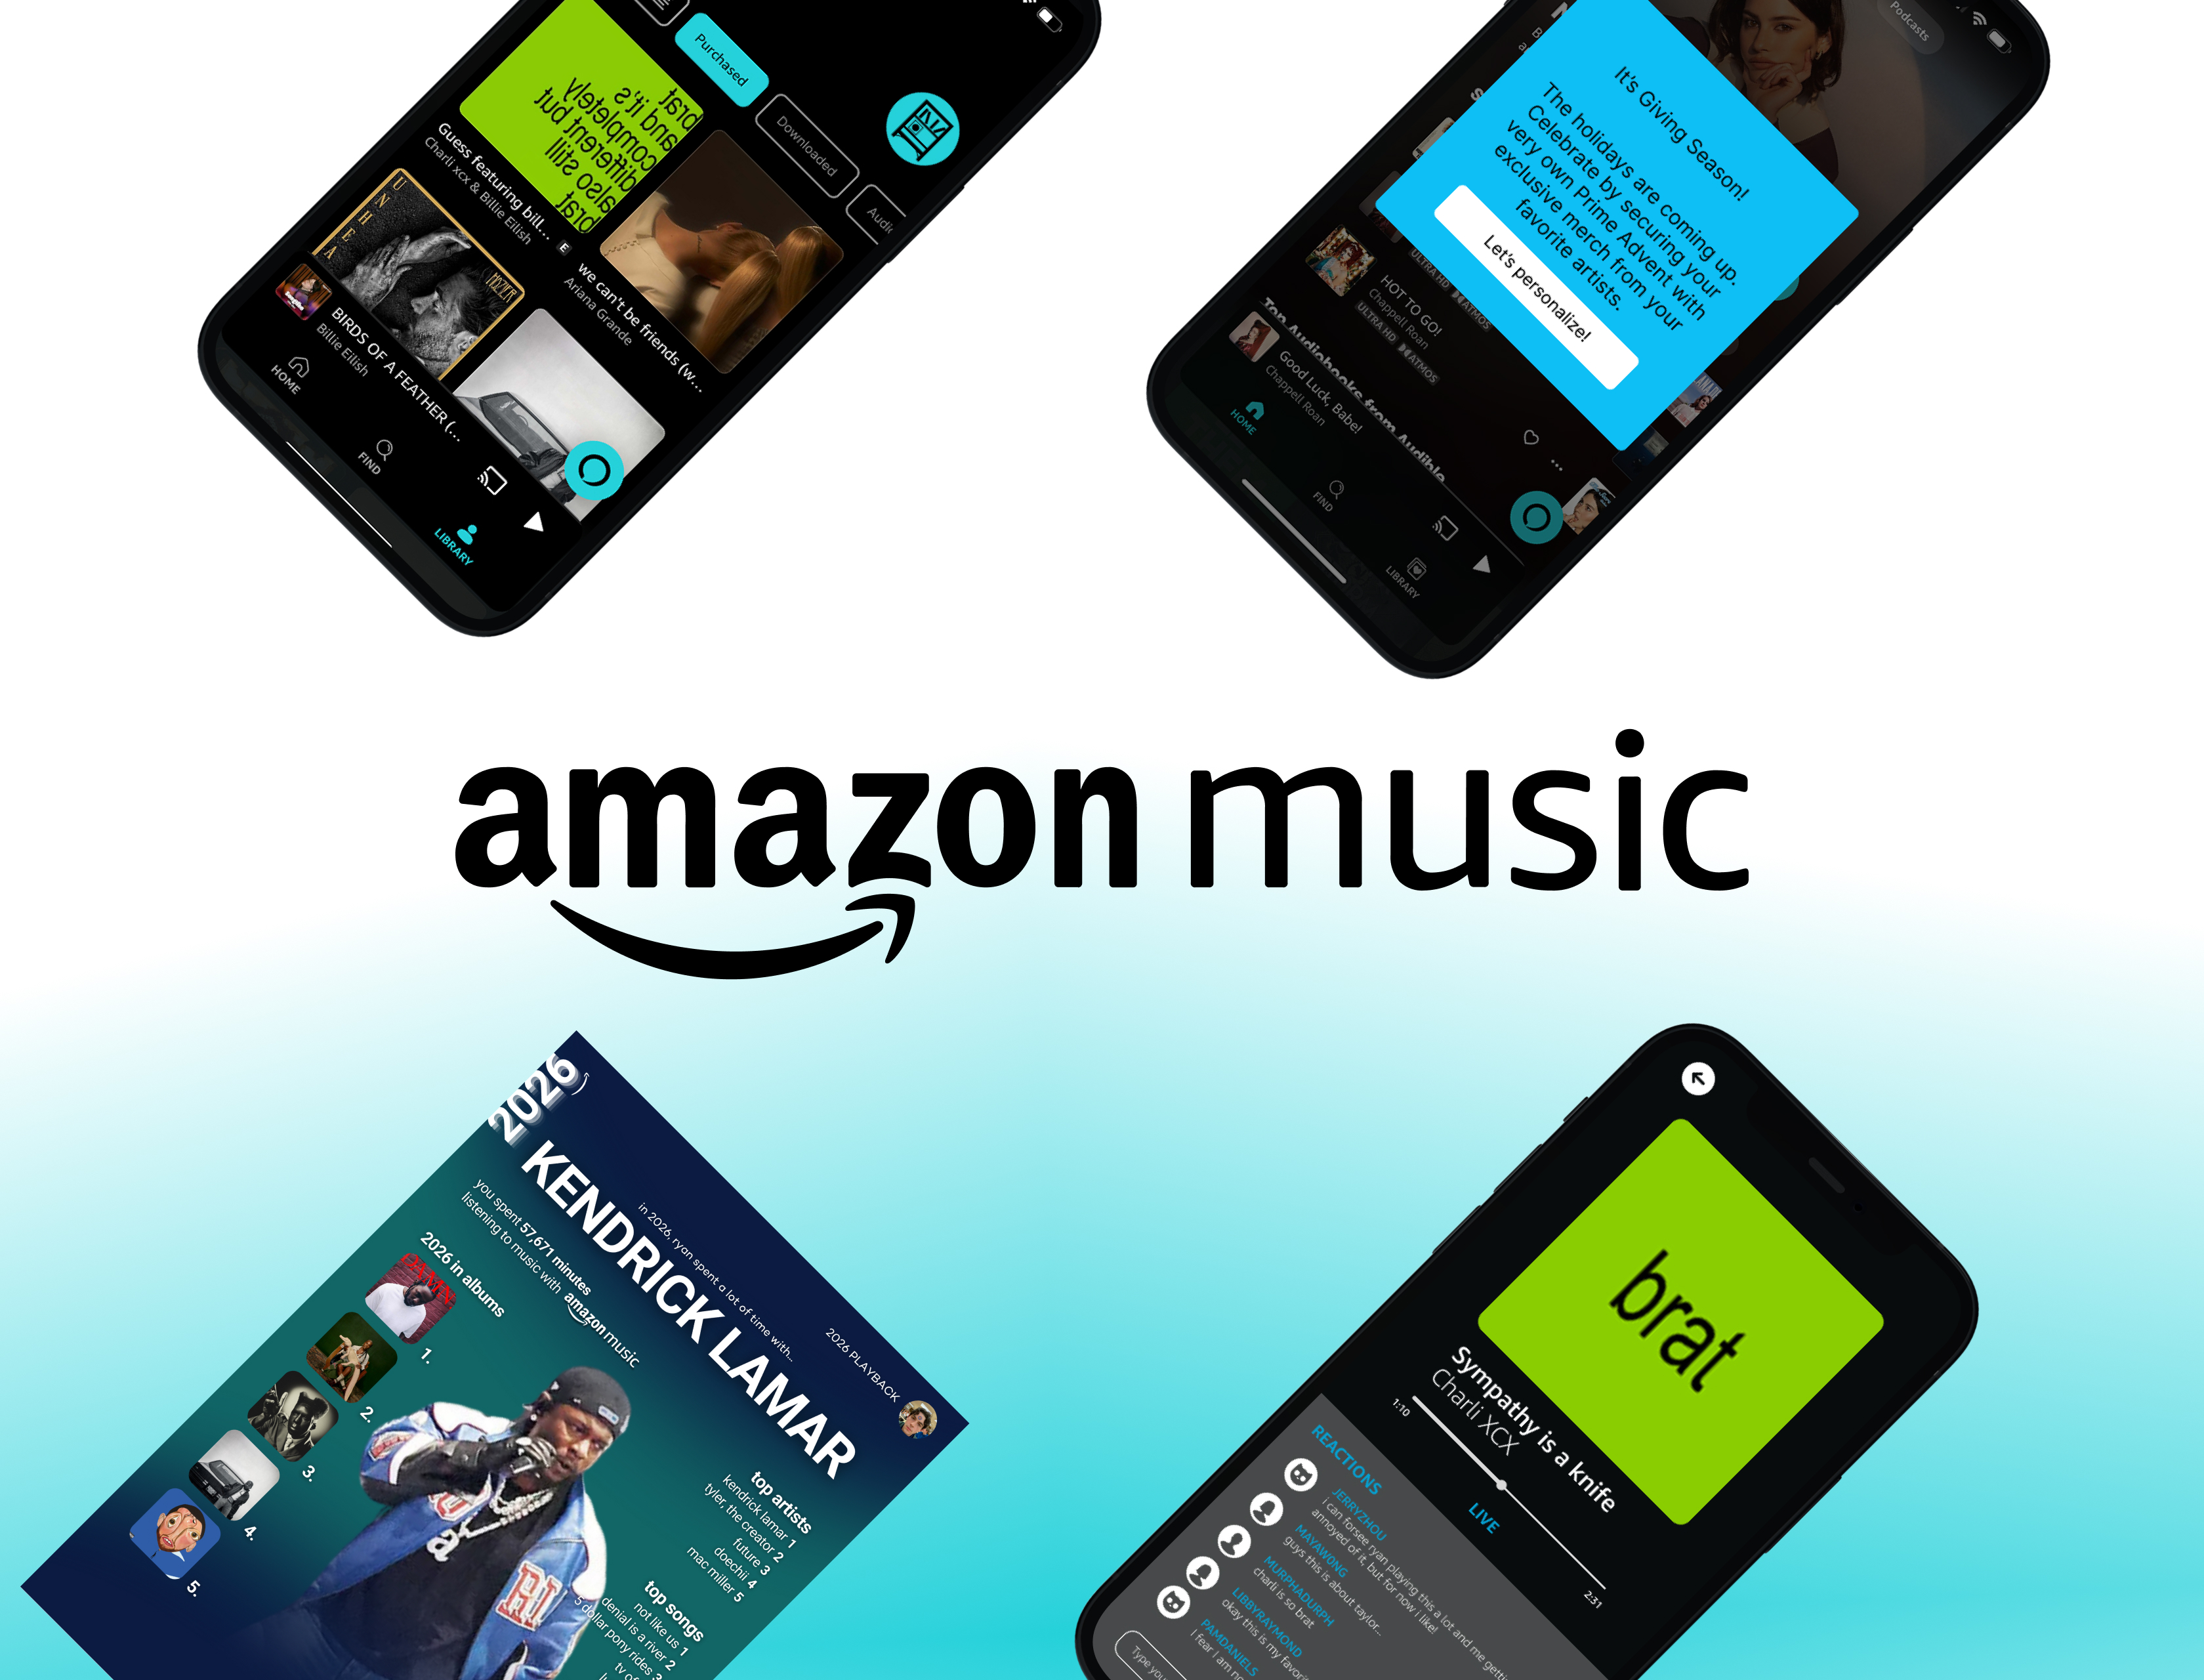 Purchased
Downloaded
brat
and it's
completely
different but
also still
brat
Guess featuring bill...
Charli xcx & Billie Eilish
E
we can't be friends (w...
Ariana Grande
UNHEA
HOZIER
BIRDS OF A FEATHER (...
Billie Eilish
HOME
FIND
LIBRARY
Podcasts
It's Giving Season!
The holidays are coming up.
Celebrate by securing your
very own Prime Advent with
exclusive merch from your
favorite artists.
Let's personalize!
ULTRA HD ATMOS
HOT TO GO!
Chappell Roan
ULTRA HD ATMOS
Top Audiobooks from Audible
Good Luck, Babe!
Chappell Roan
HOME
FIND
LIBRARY
amazon music
2026
2026 PLAYBACK
in 2026, ryan spent a lot of time with...
KENDRICK LAMAR
you spent 57,671 minutes
listening to music with amazon music
2026 in albums
DAMN.
1.
2.
3.
4.
5.
a
top artists
kendrick lamar 1
tyler, the creator 2
future 3
doechii 4
mac miller 5
top songs
not like us 1
denial is a river 2
5 dollar pony rides 3
brat
Sympathy is a knife
Charli XCX
1:10
2:31
LIVE
REACTIONS
JERRYZHOU
i can forsee ryan playing this a lot and me getti
annoyed of it, but for now i like!
MAYAWONG
guys this is about taylor...
MURPHADURPH
charli is so brat
LIBBYRAYMOND
okay this is my favori
PAMDANIELS
I fear I am no
Type you